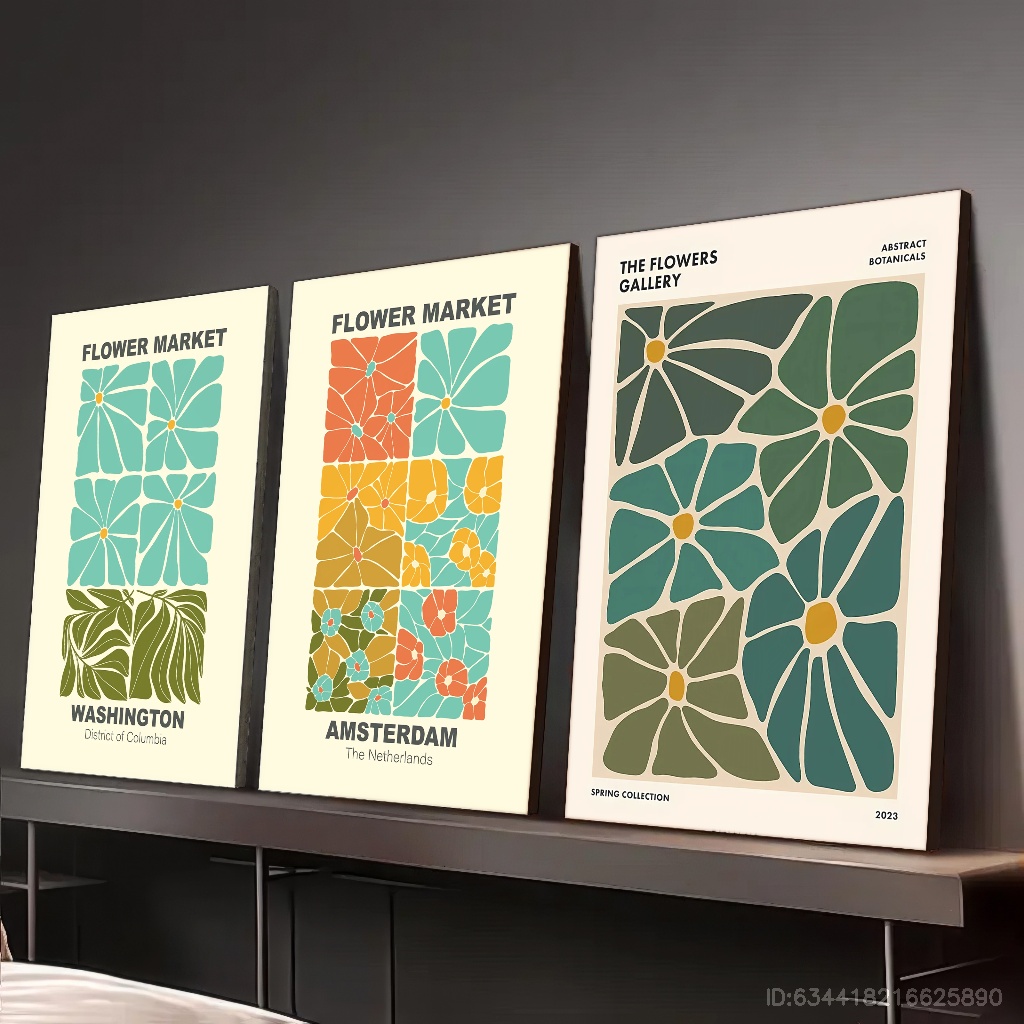 FLOWER MARKET
WASHINGTON
District of Columbia
FLOWER MARKET
AMSTERDAM
The Netherlands
THE FLOWERS
GALLERY
ABSTRACT
BOTANICALS
SPRING COLLECTION
2023
ID:634418216625890